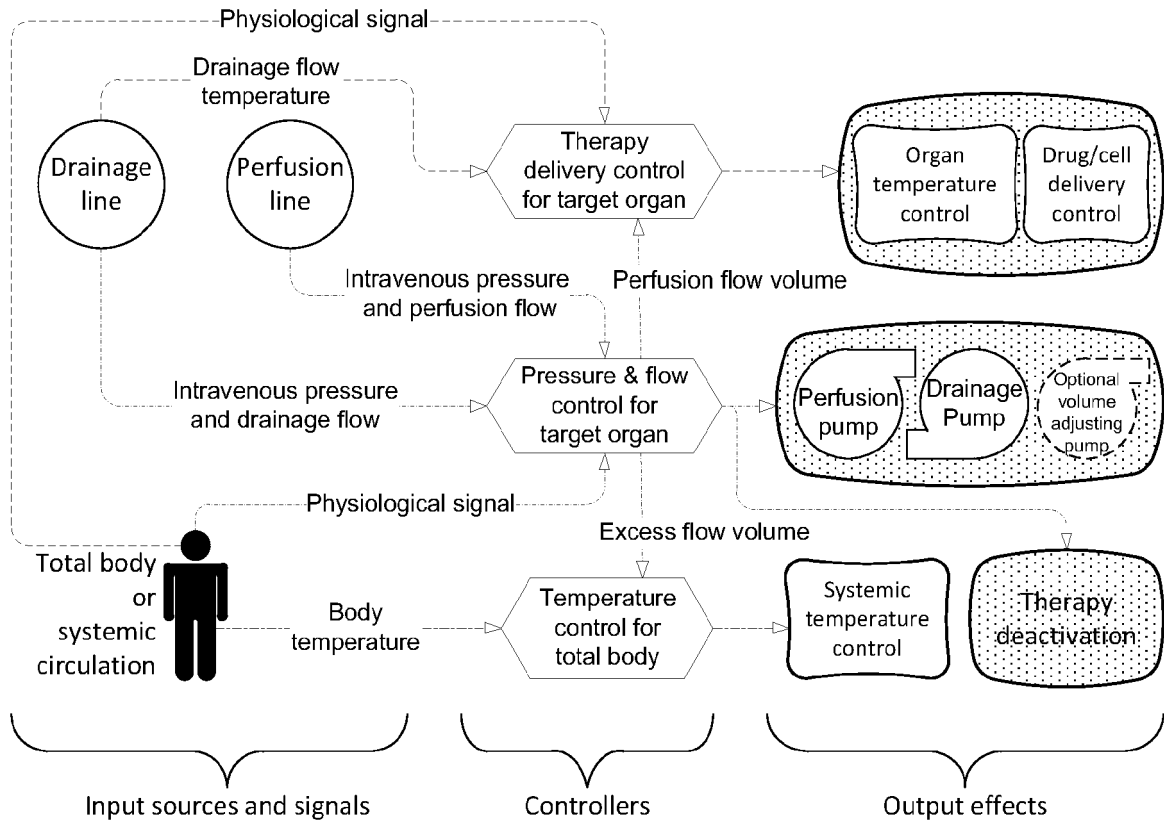 Physiological signal
Drainage flow
temperature
Drainage
line
Perfusion
line
Therapy
delivery control
for target organ
Organ
temperature
control
Drug/cell
delivery
control
Intravenous pressure
and perfusion flow
Perfusion flow volume
Intravenous pressure
and drainage flow
Pressure & flow
control for
target organ
Perfusion
pump
Drainage
Pump
Optional
volume
adjusting
pump
Physiological signal
Excess flow volume
Total body
or
systemic
circulation
Body
temperature
Temperature
control for
total body
Systemic
temperature
control
Therapy
deactivation
Input sources and signals
Controllers
Output effects